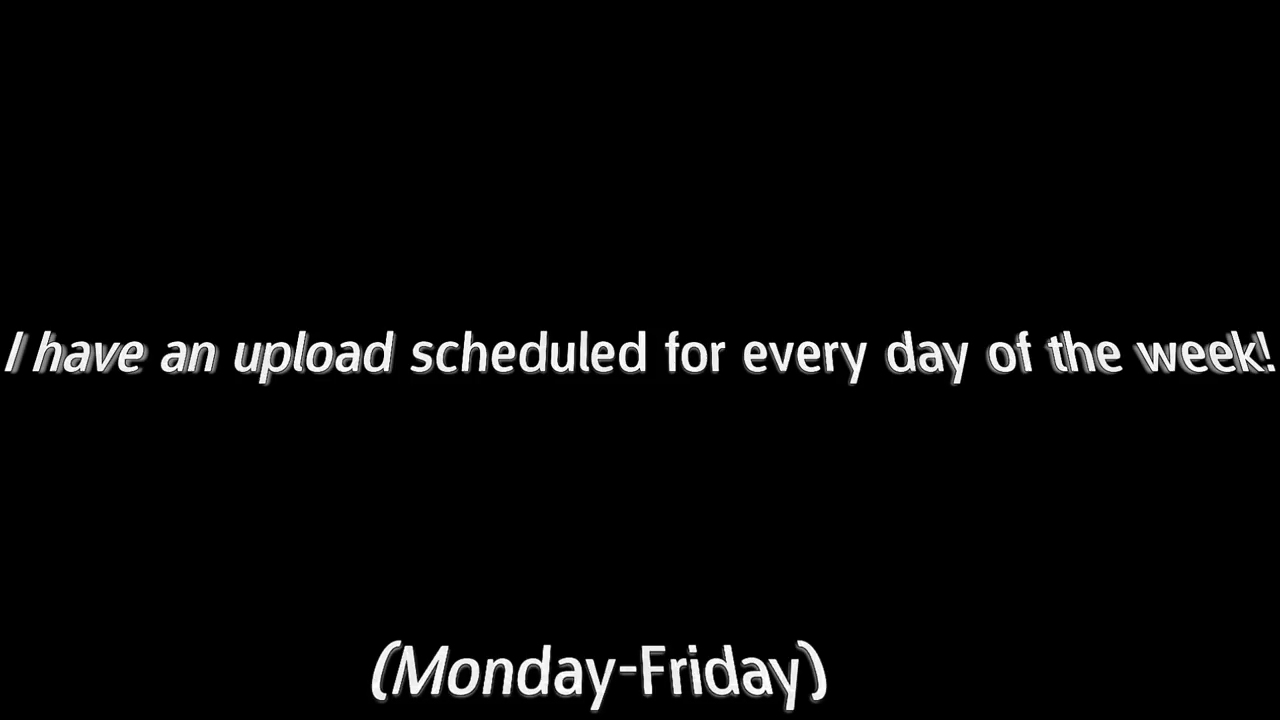 I have an upload scheduled for every day of the week!
(Monday-Friday)